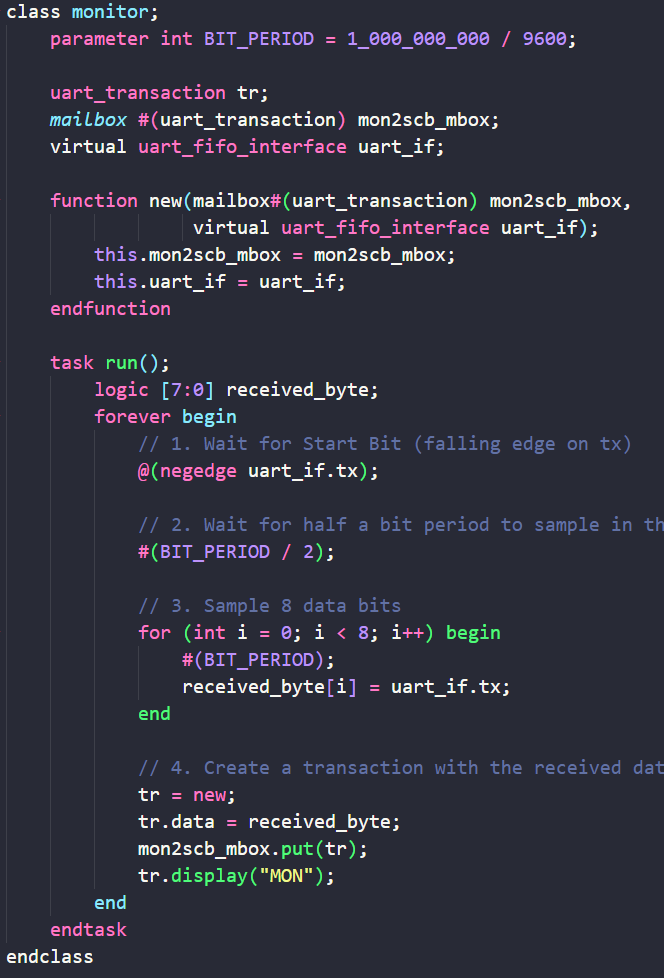 class monitor;
    parameter int BIT_PERIOD = 1_000_000_000 / 9600;

    uart_transaction tr;
    mailbox #(uart_transaction) mon2scb_mbox;
    virtual uart_fifo_interface uart_if;

    function new(mailbox#(uart_transaction) mon2scb_mbox,
                 virtual uart_fifo_interface uart_if);
        this.mon2scb_mbox = mon2scb_mbox;
        this.uart_if = uart_if;
    endfunction

    task run();
        logic [7:0] received_byte;
        forever begin
            // 1. Wait for Start Bit (falling edge on tx)
            @(negedge uart_if.tx);

            // 2. Wait for half a bit period to sample in th
            #(BIT_PERIOD / 2);

            // 3. Sample 8 data bits
            for (int i = 0; i < 8; i++) begin
                #(BIT_PERIOD);
                received_byte[i] = uart_if.tx;
            end

            // 4. Create a transaction with the received dat
            tr = new;
            tr.data = received_byte;
            mon2scb_mbox.put(tr);
            tr.display("MON");
        end
    endtask
endclass